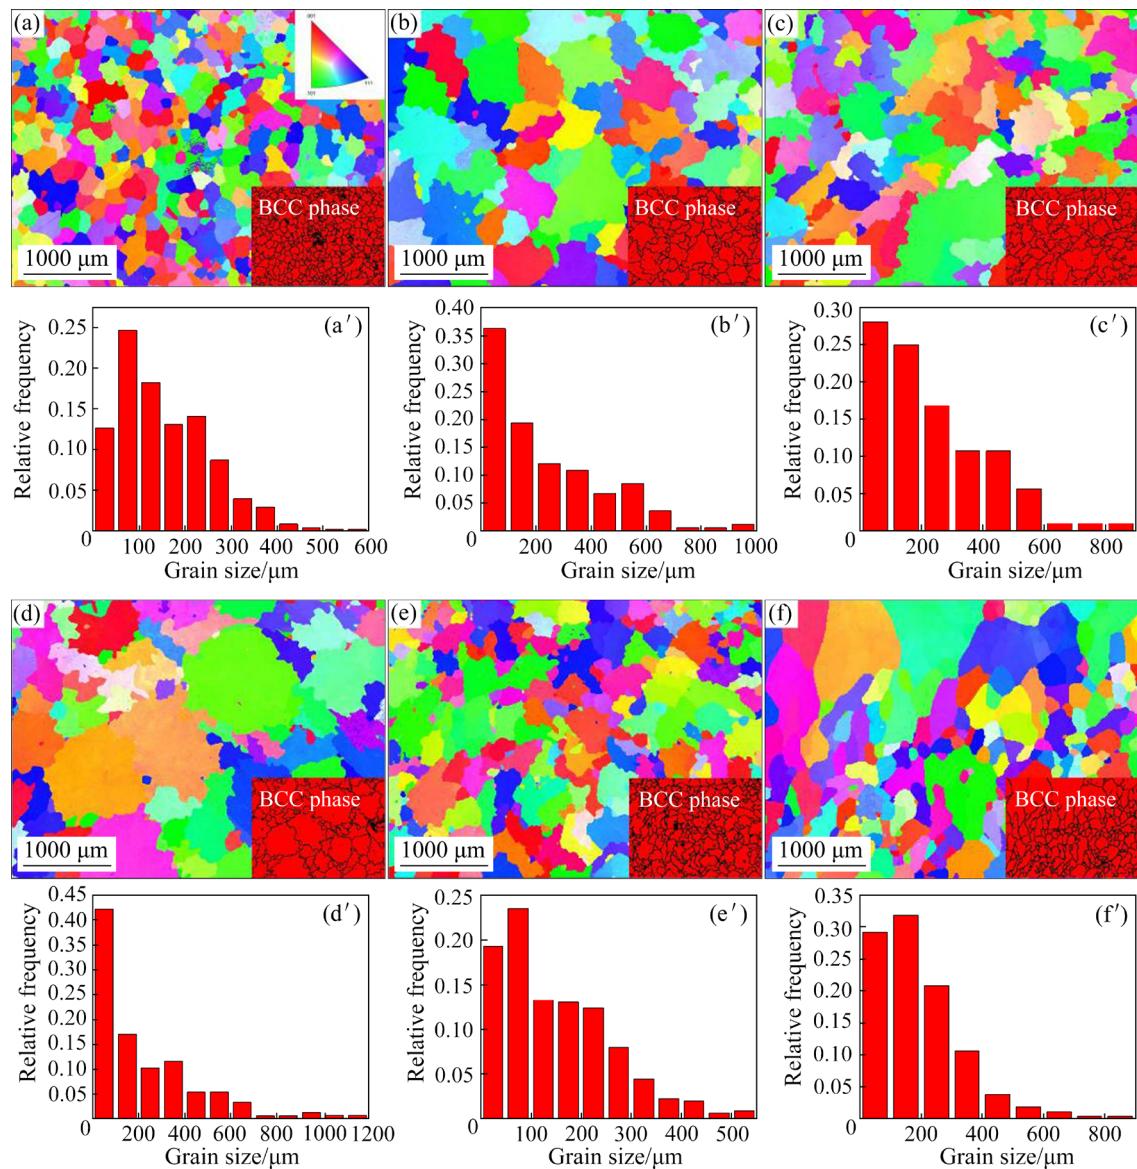 (a)
001
101
111
BCC phase
1000 μm
(b)
BCC phase
1000 μm
(c)
BCC phase
1000 μm
(a′)
Relative frequency
0.25
0.20
0.15
0.10
0.05
0
100 200 300 400 500 600
Grain size/μm
(b′)
Relative frequency
0.40
0.35
0.30
0.25
0.20
0.15
0.10
0.05
0
200 400 600 800 1000
Grain size/μm
(c′)
Relative frequency
0.30
0.25
0.20
0.15
0.10
0.05
0
200 400 600 800
Grain size/μm
(d)
BCC phase
1000 μm
(e)
BCC phase
1000 μm
(f)
BCC phase
1000 μm
(d′)
Relative frequency
0.45
0.40
0.35
0.30
0.25
0.20
0.15
0.10
0.05
0
200 400 600 800 1000 1200
Grain size/μm
(e′)
Relative frequency
0.25
0.20
0.15
0.10
0.05
0
100 200 300 400 500
Grain size/μm
(f′)
Relative frequency
0.35
0.30
0.25
0.20
0.15
0.10
0.05
0
200 400 600 800
Grain size/μm